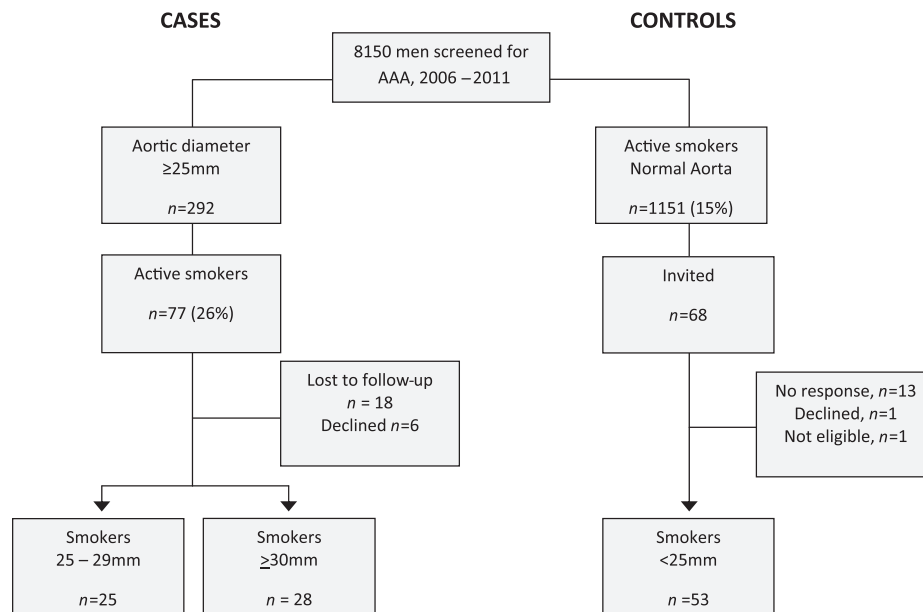 CASES
CONTROLS
8150 men screened for
AAA, 2006 – 2011
Aortic diameter
≥25mm
n=292
Active smokers
Normal Aorta
n=1151 (15%)
Active smokers
n=77 (26%)
Invited
n=68
Lost to follow-up
n = 18
Declined n=6
No response, n=13
Declined, n=1
Not eligible, n=1
Smokers
25 – 29mm
n=25
Smokers
≥30mm
n = 28
Smokers
<25mm
n =53